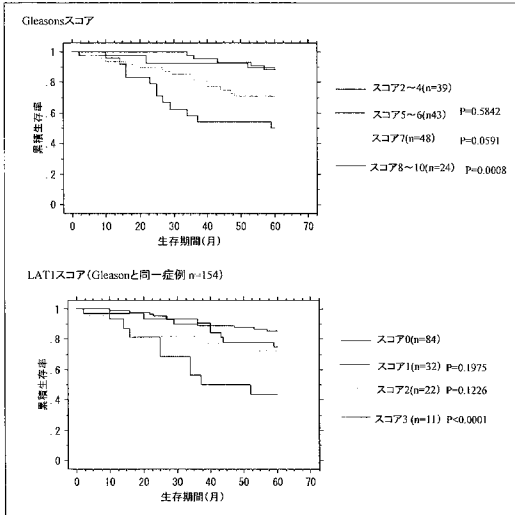 Gleasonsスコア
累積生存率
1
.8
.6
.4
.2
0
0 10 20 30 40 50 60 70
生存期間(月)
スコア2～4(n=39)
スコア5～6(n43) P=0.5842
スコア7(n=48) P=0.0591
スコア8～10(n=24) P=0.0008
LAT1スコア(Gleasonと同一症例 n=154)
累積生存率
1
.8
.6
.4
.2
0
0 10 20 30 40 50 60 70
生存期間(月)
スコア0(n=84)
スコア1(n=32) P=0.1975
スコア2(n=22) P=0.1226
スコア3 (n=11) P<0.0001